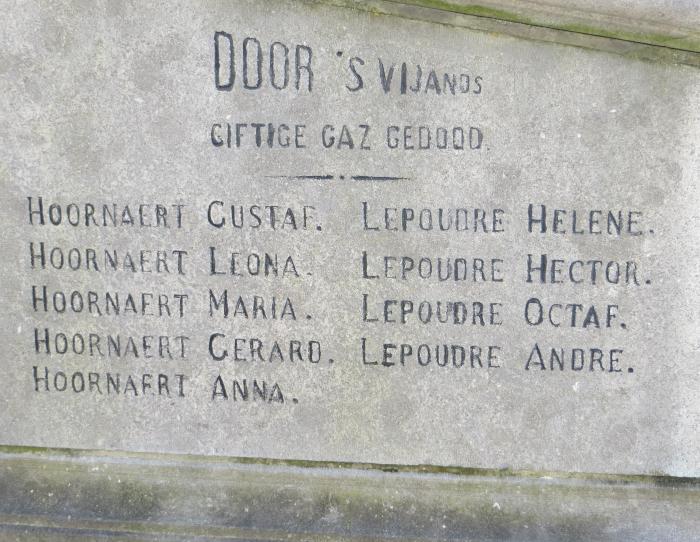 DOOR 'S VIJANDS
GIFTIGE GAZ GEDOOD.
HOORNAERT GUSTAF. LEPOUDRE HELENE.
HOORNAERT LEONA. LEPOUDRE HECTOR.
HOORNAERT MARIA. LEPOUDRE OCTAF.
HOORNAERT GERARD. LEPOUDRE ANDRE.
HOORNAERT ANNA.